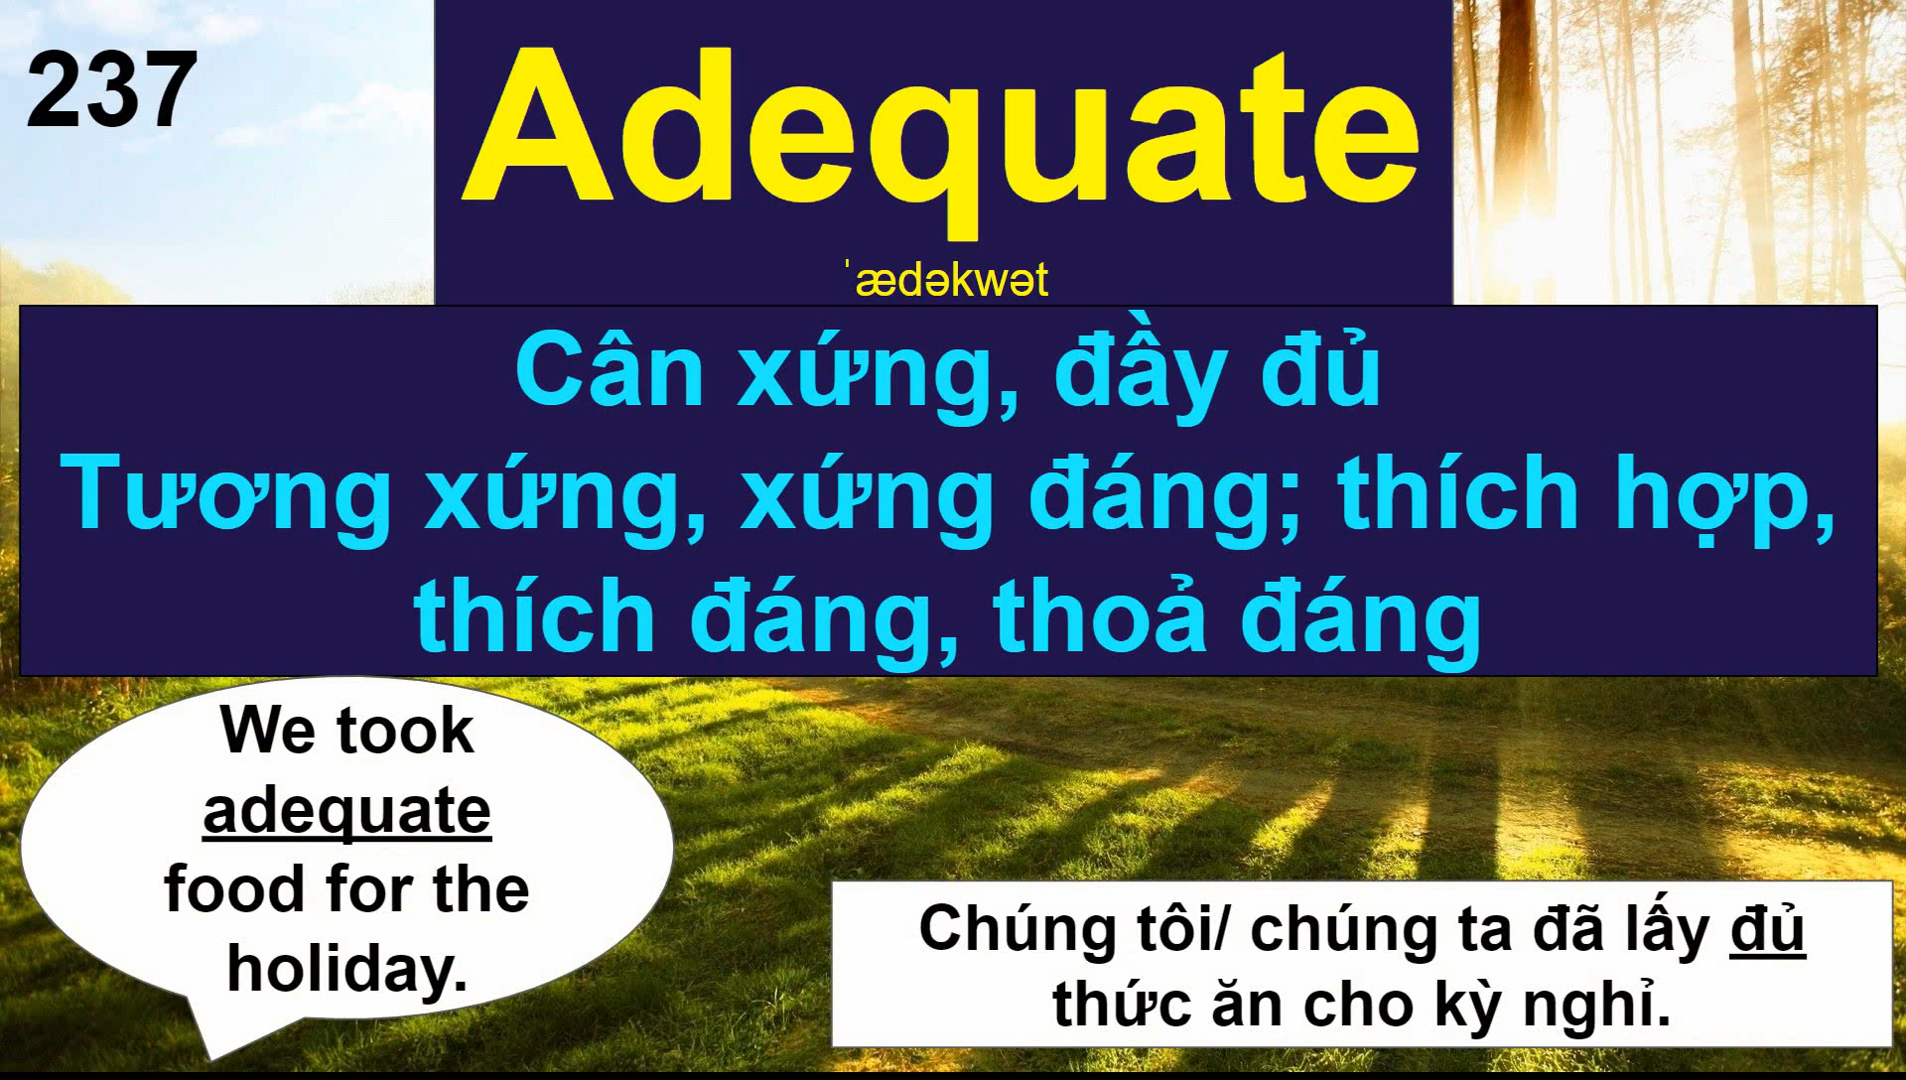 237
Adequate
ˈædəkwət
Cân xứng, đầy đủ
Tương xứng, xứng đáng; thích hợp,
thích đáng, thoả đáng
We took
adequate
food for the
holiday.
Chúng tôi/ chúng ta đã lấy đủ
thức ăn cho kỳ nghỉ.